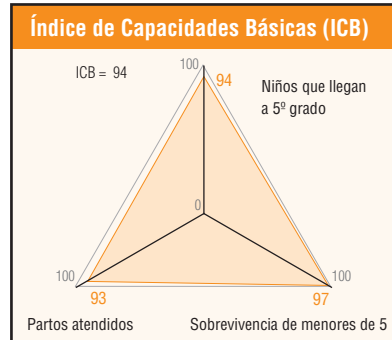 Índice de Capacidades Básicas (ICB)
ICB = 94
100
94
Niños que llegan
a 5º grado
0
100
100
93
97
Partos atendidos
Sobrevivencia de menores de 5